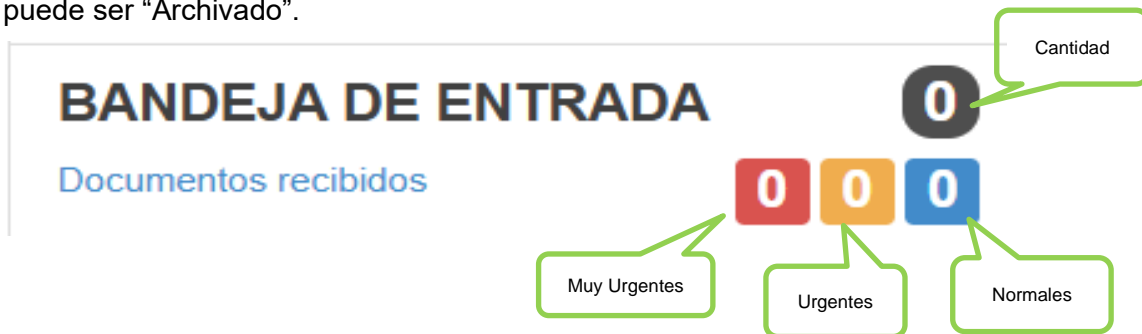 puede ser “Archivado”.
Cantidad
BANDEJA DE ENTRADA 0
Documentos recibidos 0 0 0
Muy Urgentes
Urgentes
Normales